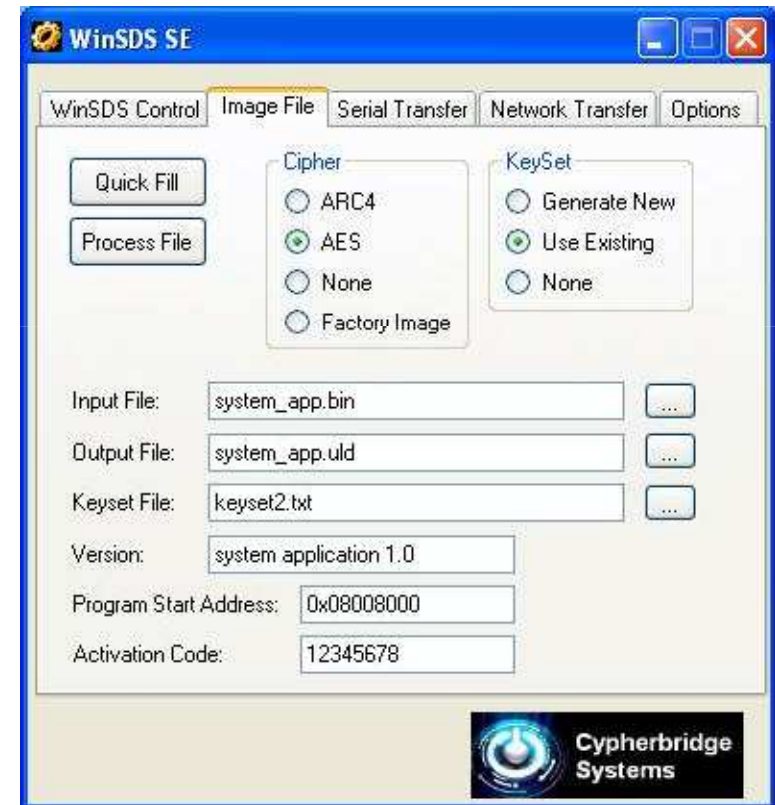 WinSDS SE
WinSDS Control Image File Serial Transfer Network Transfer Options
Quick Fill
Process File
Cipher
ARC4
AES
None
Factory Image
KeySet
Generate New
Use Existing
None
Input File: system_app.bin ...
Output File: system_app.uld ...
Keyset File: keyset2.txt ...
Version: system application 1.0
Program Start Address: 0x08008000
Activation Code: 12345678
Cypherbridge
Systems